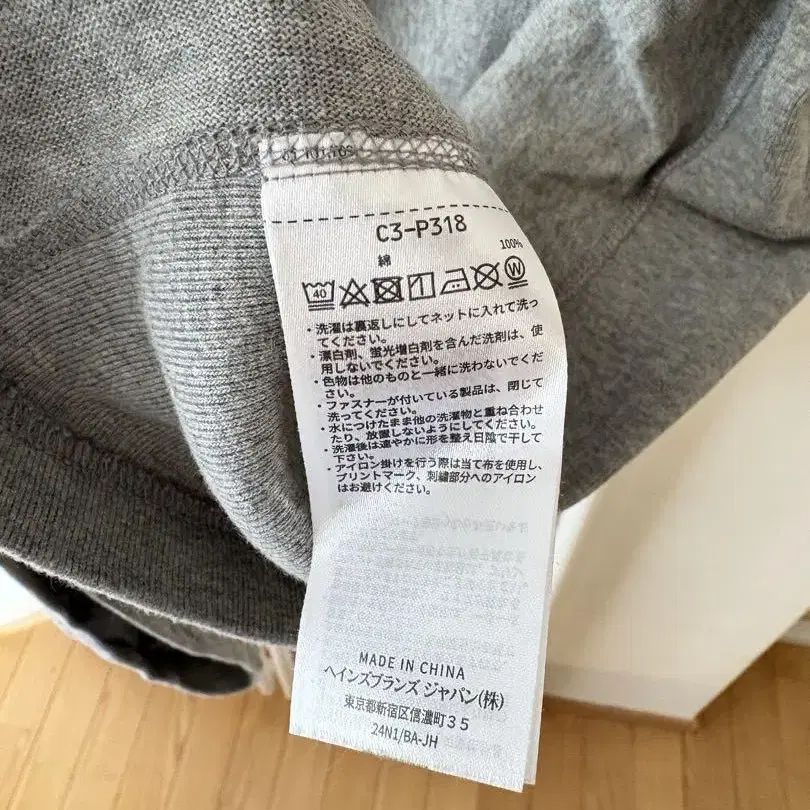 C3-P318
綿 100%
40 W
・洗濯は裏返しにしてネットに入れて洗っ
てください。
・漂白剤、蛍光増白剤を含んだ洗剤は、使
用しないでください。
・色物は他のものと一緒に洗わないでくだ
さい。
・ファスナーが付いている製品は、閉じて
洗ってください。
・水につけたまま他の洗濯物と重ね合わせ
たり、放置しないようにしてください。
・洗濯後は速やかに形を整え日陰で干して
下さい。
・アイロン掛けを行う際は当て布を使用し、
プリントマーク、刺繍部分へのアイロン
はお避けください。
MADE IN CHINA
ヘインズブランズ ジャパン(株)
東京都新宿区信濃町35
24N1/BA-JH